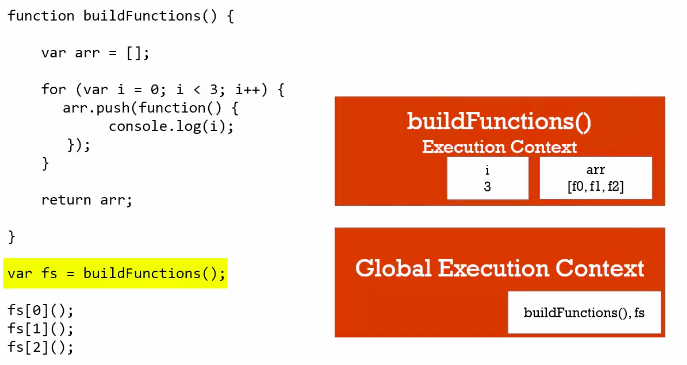 function buildFunctions() {
var arr = [];
for (var i = 0; i < 3; i++) {
arr.push(function() {
console.log(i);
});
}
return arr;
}
var fs = buildFunctions();
fs[0]();
fs[1]();
fs[2]();
buildFunctions()
Execution Context
i
3
arr
[f0, f1, f2]
Global Execution Context
buildFunctions(), fs